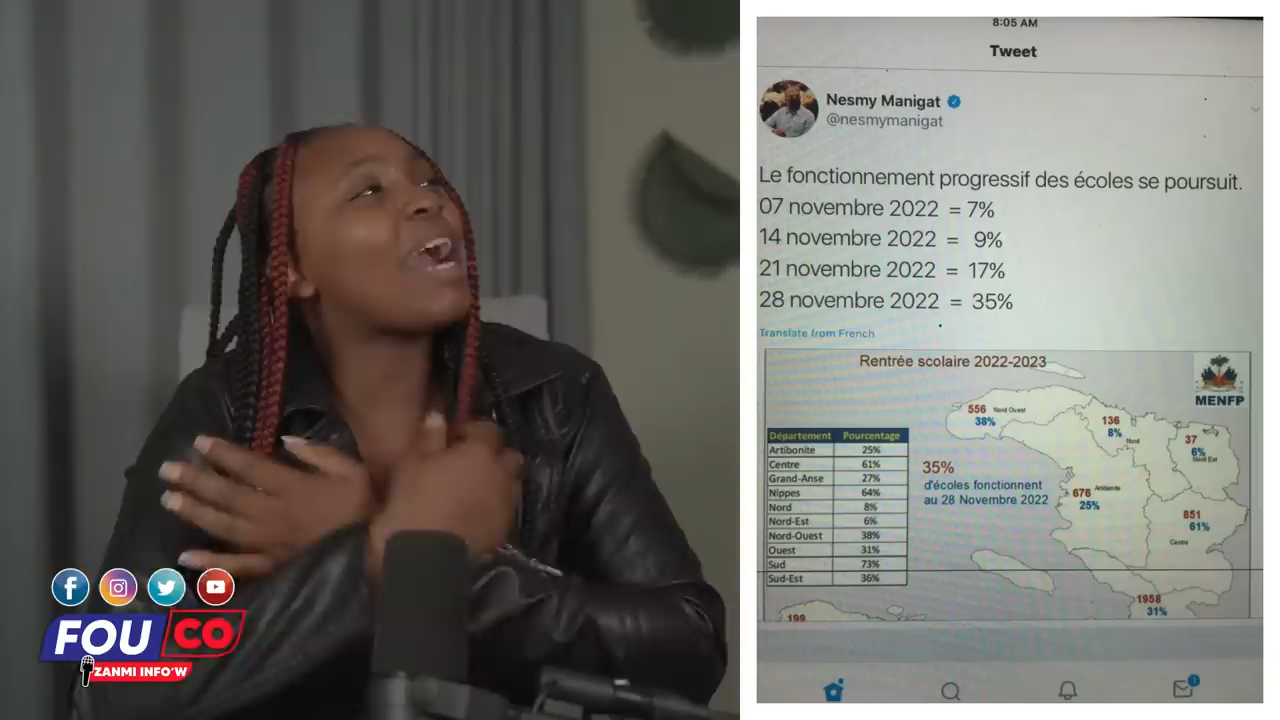 8:05 AM
Tweet
Nesmy Manigat
@nesmymanigat
Le fonctionnement progressif des écoles se poursuit.
07 novembre 2022 = 7%
14 novembre 2022 = 9%
21 novembre 2022 = 17%
28 novembre 2022 = 35%
Translate from French
Rentrée scolaire 2022-2023
MENFP
556 Nord Ouest
38%
136
8%
Nord
37
6%
Nord Est
Département Pourcentage
Artibonite 25%
Centre 61%
Grand-Anse 27%
Nippes 64%
Nord 8%
Nord-Est 6%
Nord-Ouest 38%
Ouest 31%
Sud 73%
Sud-Est 36%
35%
d'écoles fonctionnent
au 28 Novembre 2022
676 Artibonite
25%
851
61%
Centre
1958
31%
199
1
FOU CO
ZANMI INFO'W